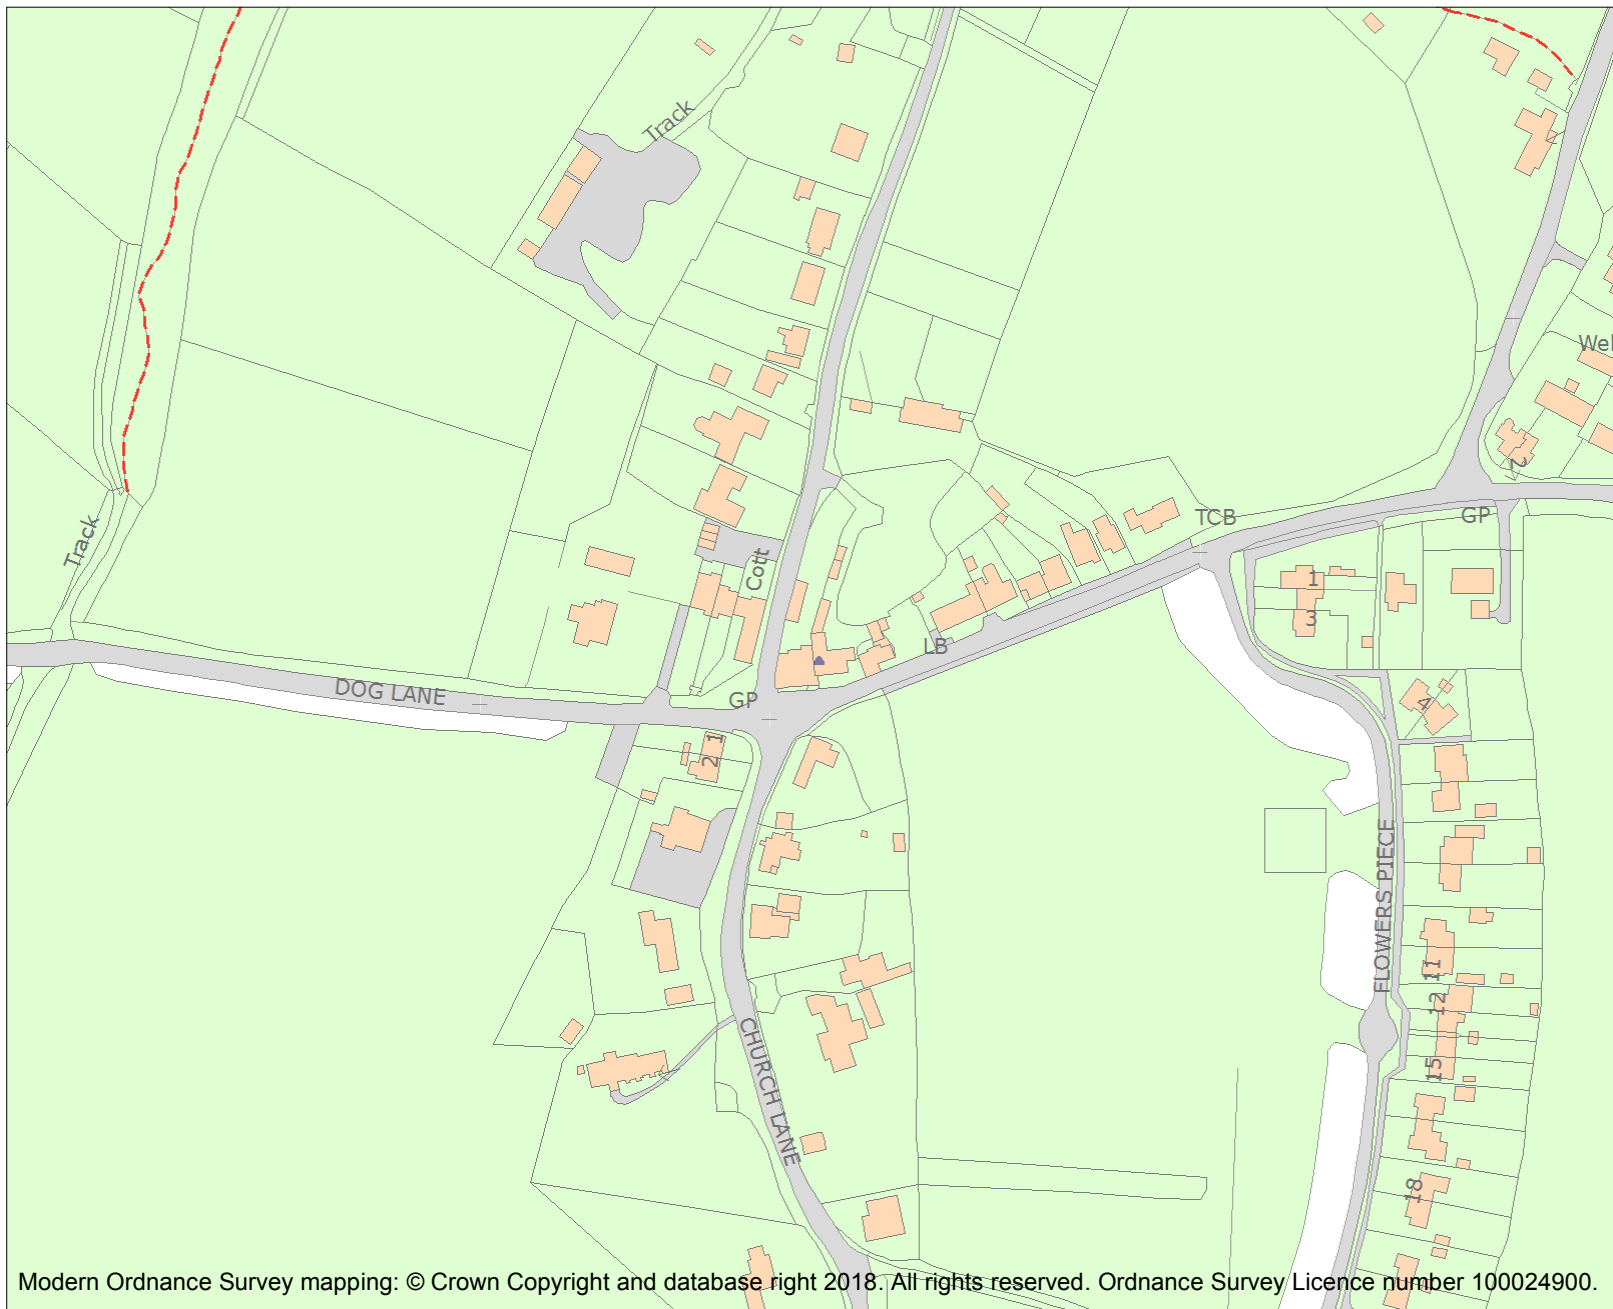 Track
Wel
2
TCB
GP
Track
Cott
1
3
LB
DOG LANE
GP
4
1
2
FLOWERS PIECE
11
12
CHURCH LANE
15
18
Modern Ordnance Survey mapping: © Crown Copyright and database right 2018. All rights reserved. Ordnance Survey Licence number 100024900.